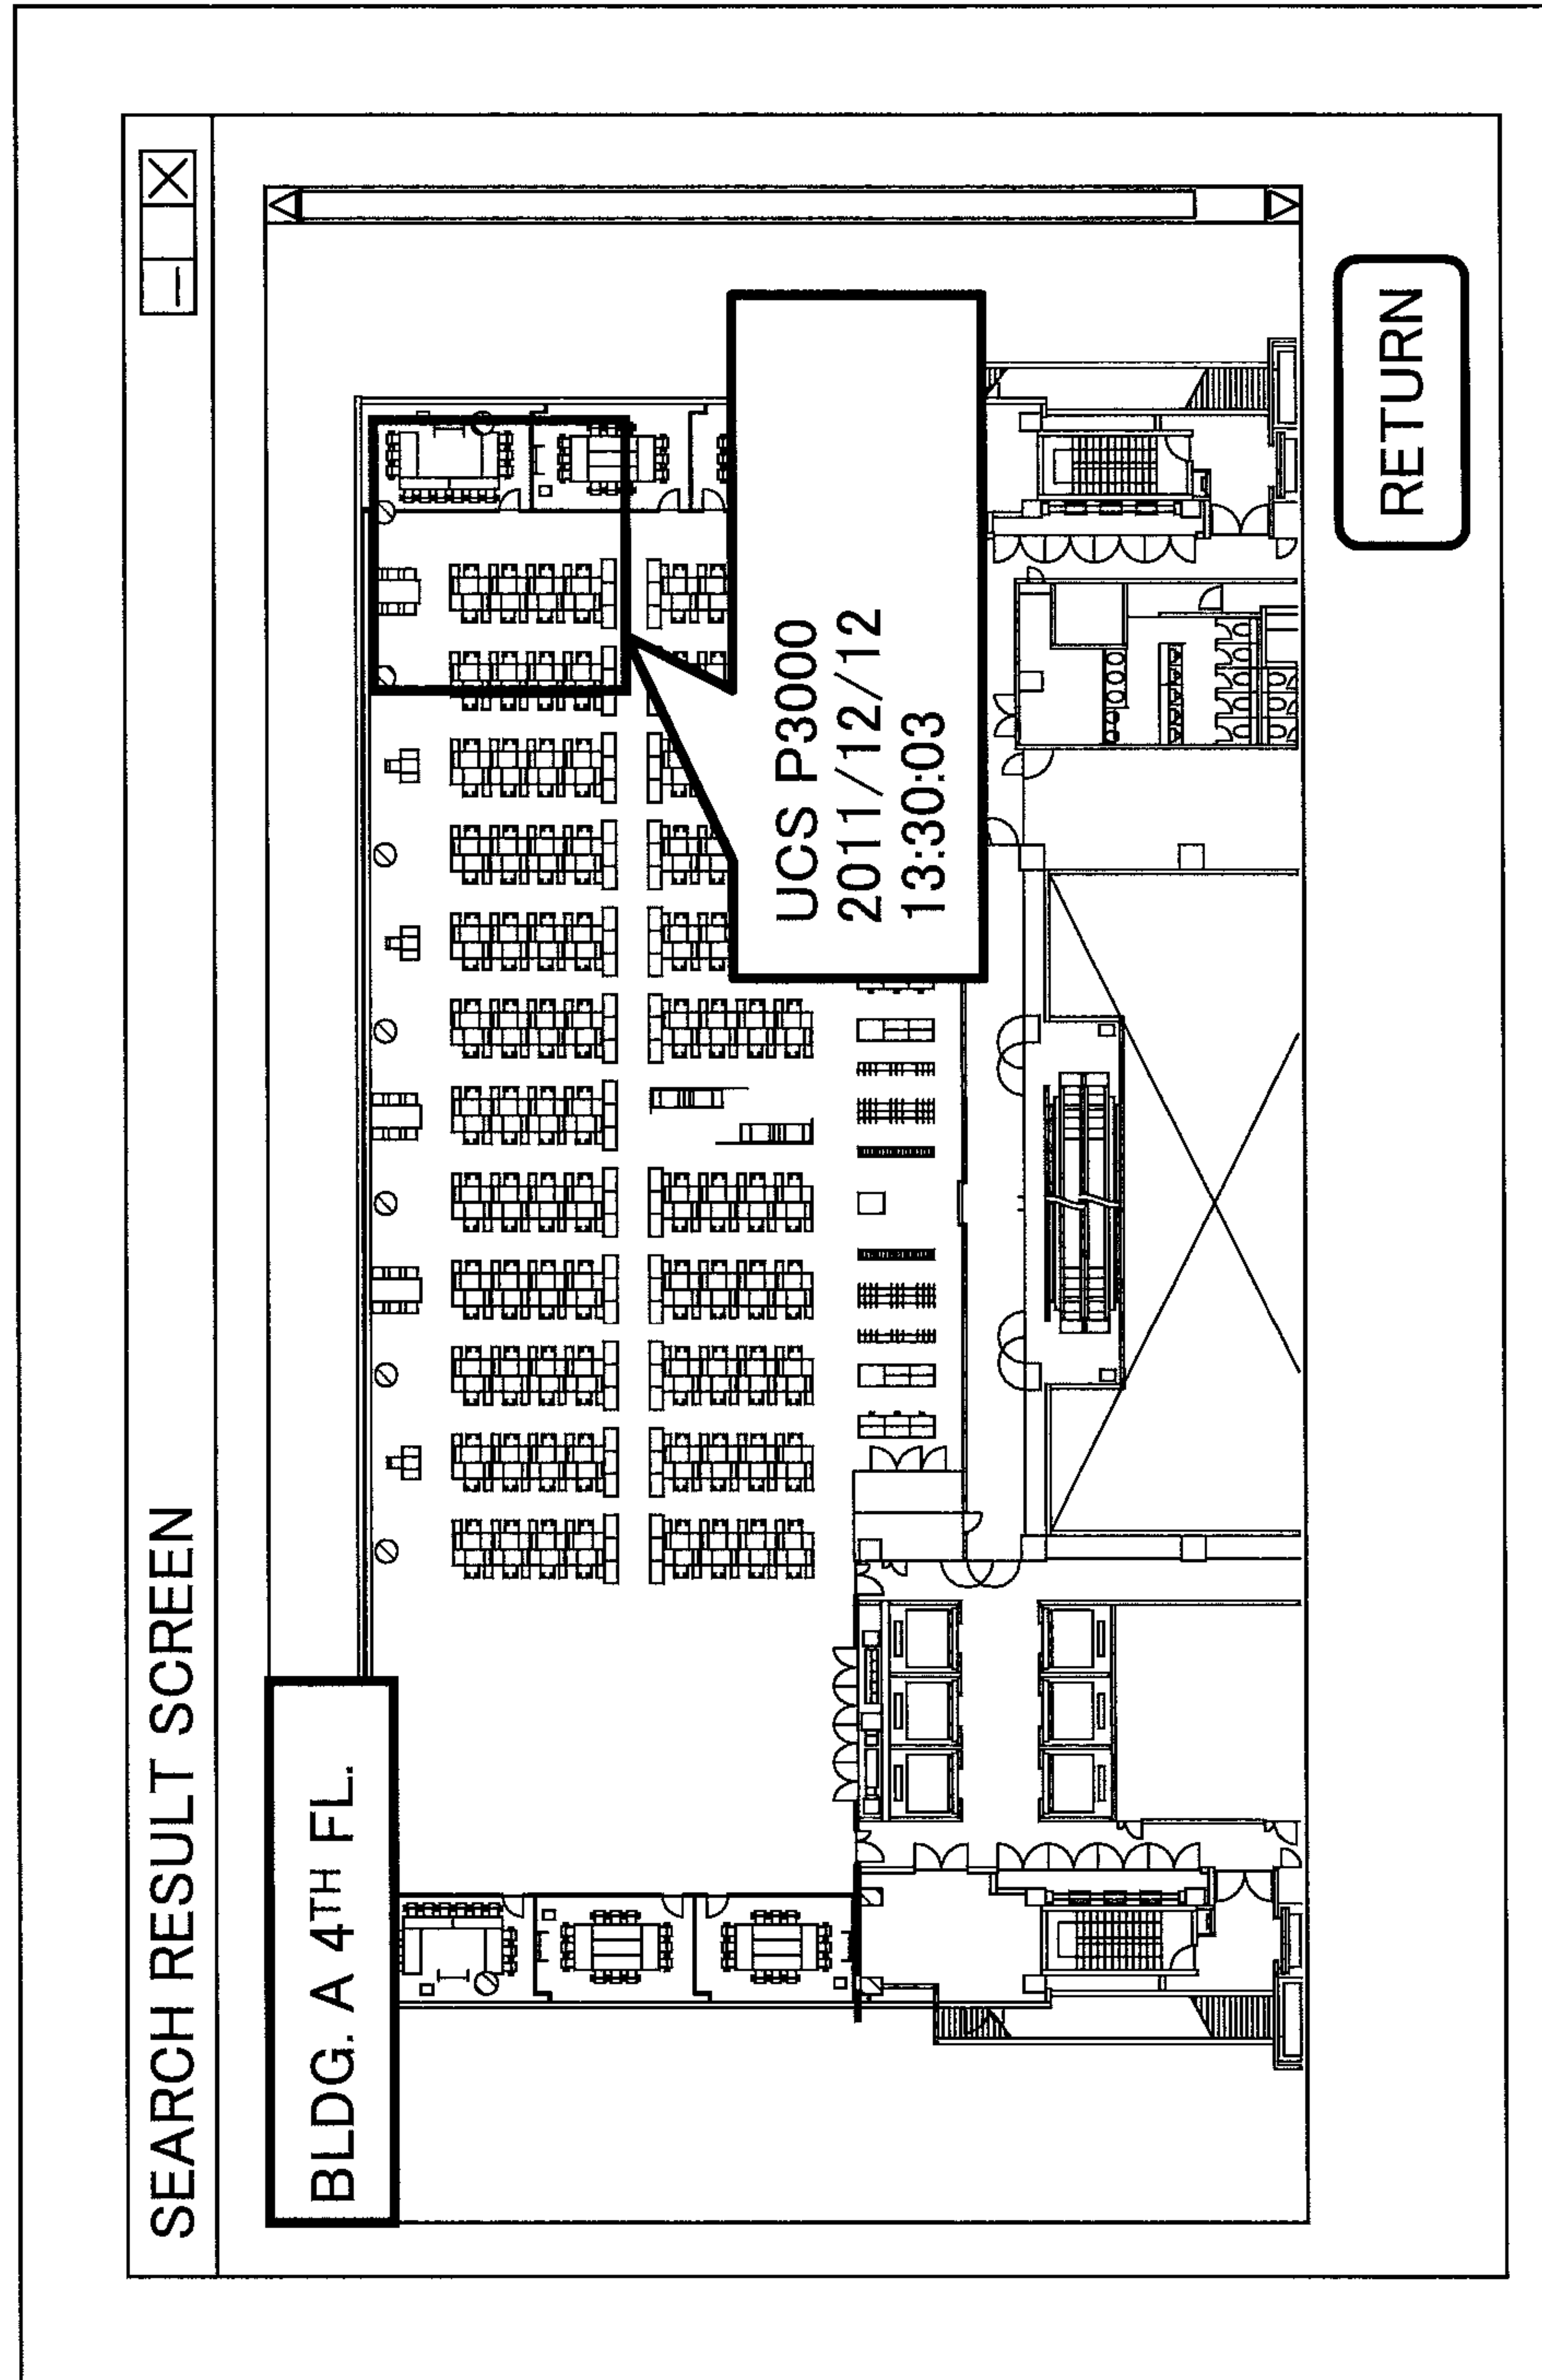 SEARCH RESULT SCREEN
BLDG. A 4TH FL.
UCS P3000
2011/12/12
13:30:03
RETURN